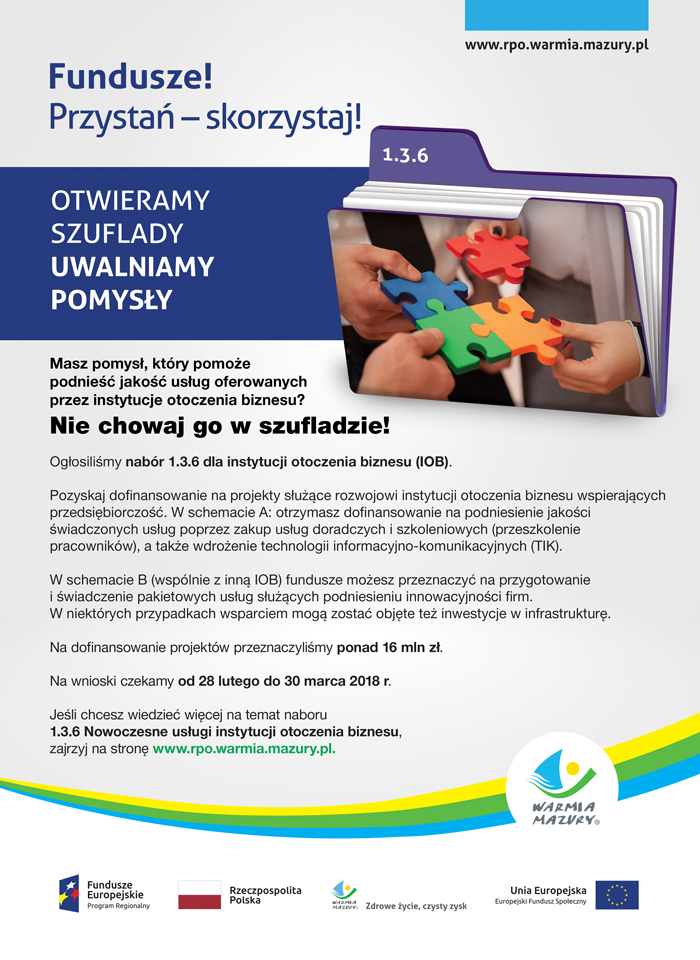 www.rpo.warmia.mazury.pl
Fundusze!
Przystań – skorzystaj!
1.3.6
OTWIERAMY
SZUFLADY
UWALNIAMY
POMYSŁY
Masz pomysł, który pomoże
podnieść jakość usług oferowanych
przez instytucje otoczenia biznesu?
Nie chowaj go w szufladzie!
Ogłosiliśmy nabór 1.3.6 dla instytucji otoczenia biznesu (IOB).
Pozyskaj dofinansowanie na projekty służące rozwojowi instytucji otoczenia biznesu wspierających
przedsiębiorczość. W schemacie A: otrzymasz dofinansowanie na podniesienie jakości
świadczonych usług poprzez zakup usług doradczych i szkoleniowych (przeszkolenie
pracowników), a także wdrożenie technologii informacyjno-komunikacyjnych (TIK).
W schemacie B (wspólnie z inną IOB) fundusze możesz przeznaczyć na przygotowanie
i świadczenie pakietowych usług służących podniesieniu innowacyjności firm.
W niektórych przypadkach wsparciem mogą zostać objęte też inwestycje w infrastrukturę.
Na dofinansowanie projektów przeznaczyliśmy ponad 16 mln zł.
Na wnioski czekamy od 28 lutego do 30 marca 2018 r.
Jeśli chcesz wiedzieć więcej na temat naboru
1.3.6 Nowoczesne usługi instytucji otoczenia biznesu,
zajrzyj na stronę www.rpo.warmia.mazury.pl.
WARMIA
MAZURY®
Fundusze
Europejskie
Program Regionalny
Rzeczpospolita
Polska
WARMIA
MAZURY
Zdrowe życie, czysty zysk
Unia Europejska
Europejski Fundusz Społeczny